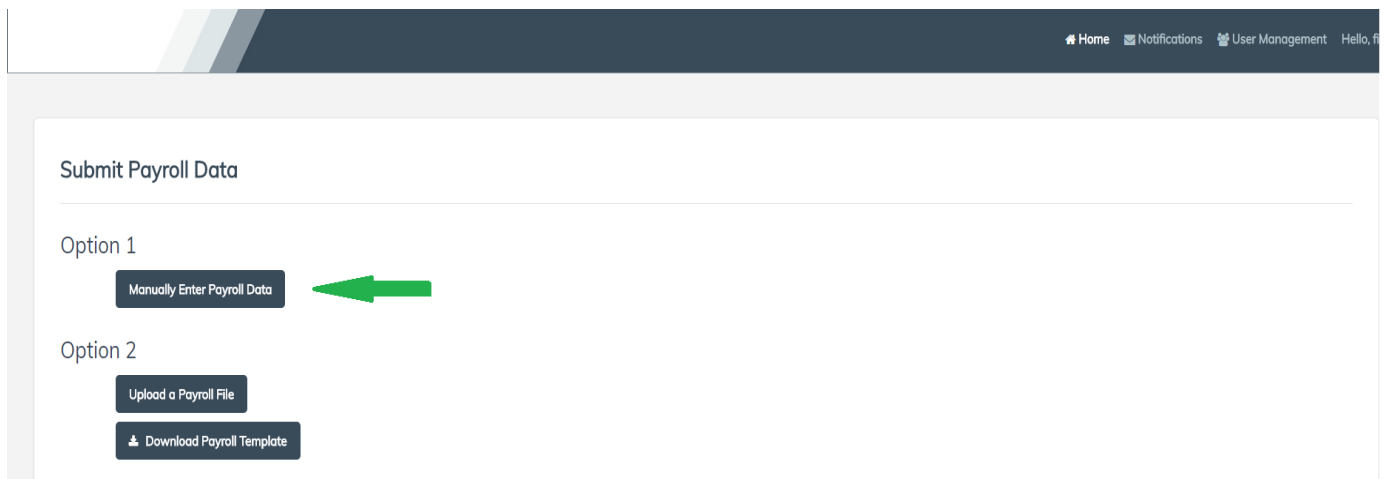 Home Notifications User Management Hello,
Submit Payroll Data
Option 1
Manually Enter Payroll Data
Option 2
Upload a Payroll File
Download Payroll Template